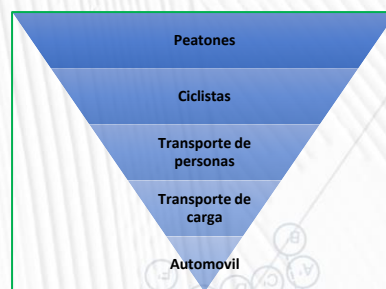 Peatones
Ciclistas
Transporte de
personas
Transporte de
carga
Automovil
B